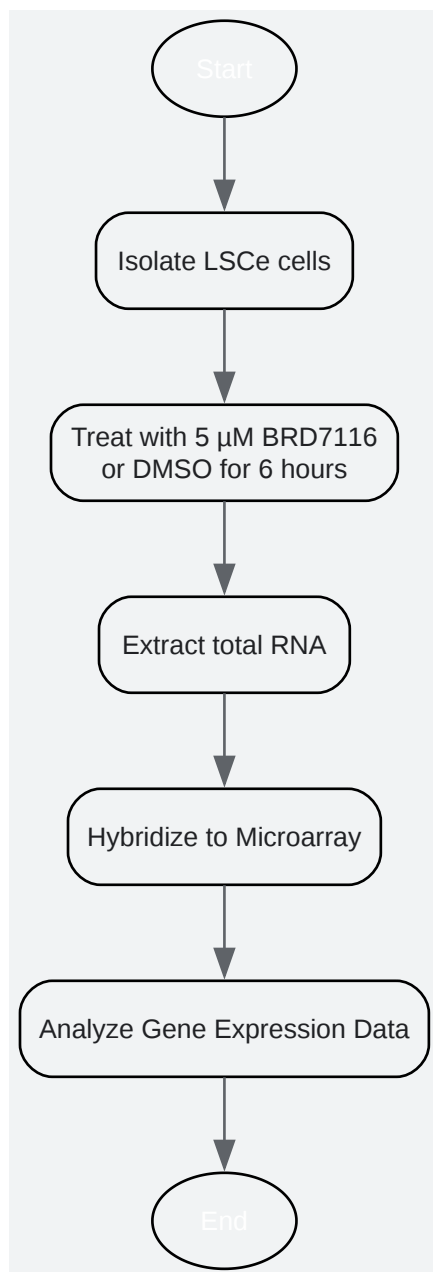 Start
Isolate LSCe cells
Treat with 5 µM BRD7116
or DMSO for 6 hours
Extract total RNA
Hybridize to Microarray
Analyze Gene Expression Data
End